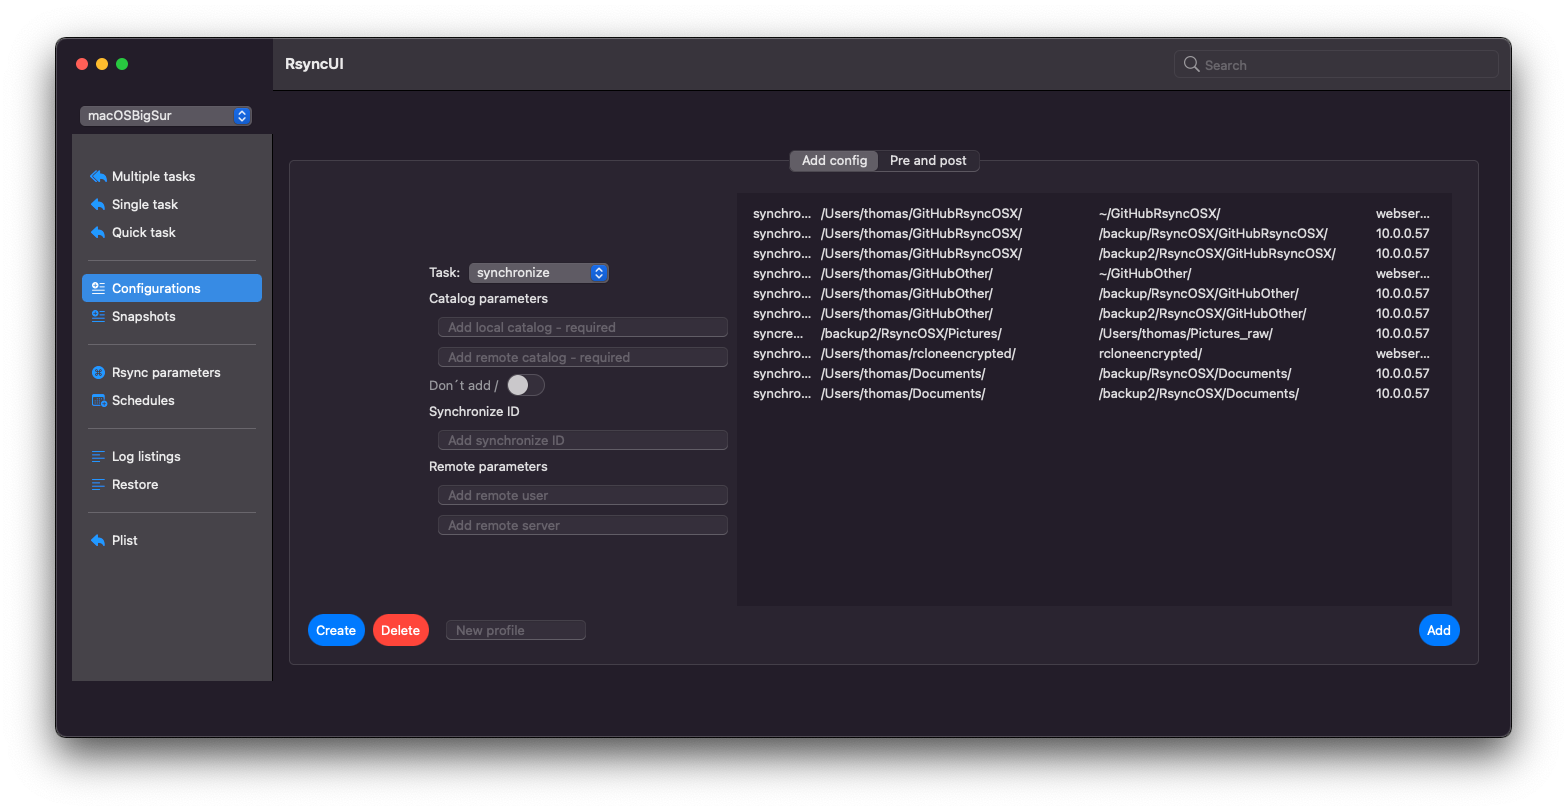 RsyncUI
Search
macOSBigSur
Multiple tasks
Single task
Quick task
Configurations
Snapshots
Rsync parameters
Schedules
Log listings
Restore
Plist
Add config Pre and post
Task: synchronize
Catalog parameters
Add local catalog - required
Add remote catalog - required
Don´t add /
Synchronize ID
Add synchronize ID
Remote parameters
Add remote user
Add remote server
synchro... /Users/thomas/GitHubRsyncOSX/ ~/GitHubRsyncOSX/ webser...
synchro... /Users/thomas/GitHubRsyncOSX/ /backup/RsyncOSX/GitHubRsyncOSX/ 10.0.0.57
synchro... /Users/thomas/GitHubRsyncOSX/ /backup2/RsyncOSX/GitHubRsyncOSX/ 10.0.0.57
synchro... /Users/thomas/GitHubOther/ ~/GitHubOther/ webser...
synchro... /Users/thomas/GitHubOther/ /backup/RsyncOSX/GitHubOther/ 10.0.0.57
synchro... /Users/thomas/GitHubOther/ /backup2/RsyncOSX/GitHubOther/ 10.0.0.57
syncre... /backup2/RsyncOSX/Pictures/ /Users/thomas/Pictures_raw/ 10.0.0.57
synchro... /Users/thomas/rcloneencrypted/ rcloneencrypted/ webser...
synchro... /Users/thomas/Documents/ /backup/RsyncOSX/Documents/ 10.0.0.57
synchro... /Users/thomas/Documents/ /backup2/RsyncOSX/Documents/ 10.0.0.57
Create Delete New profile Add